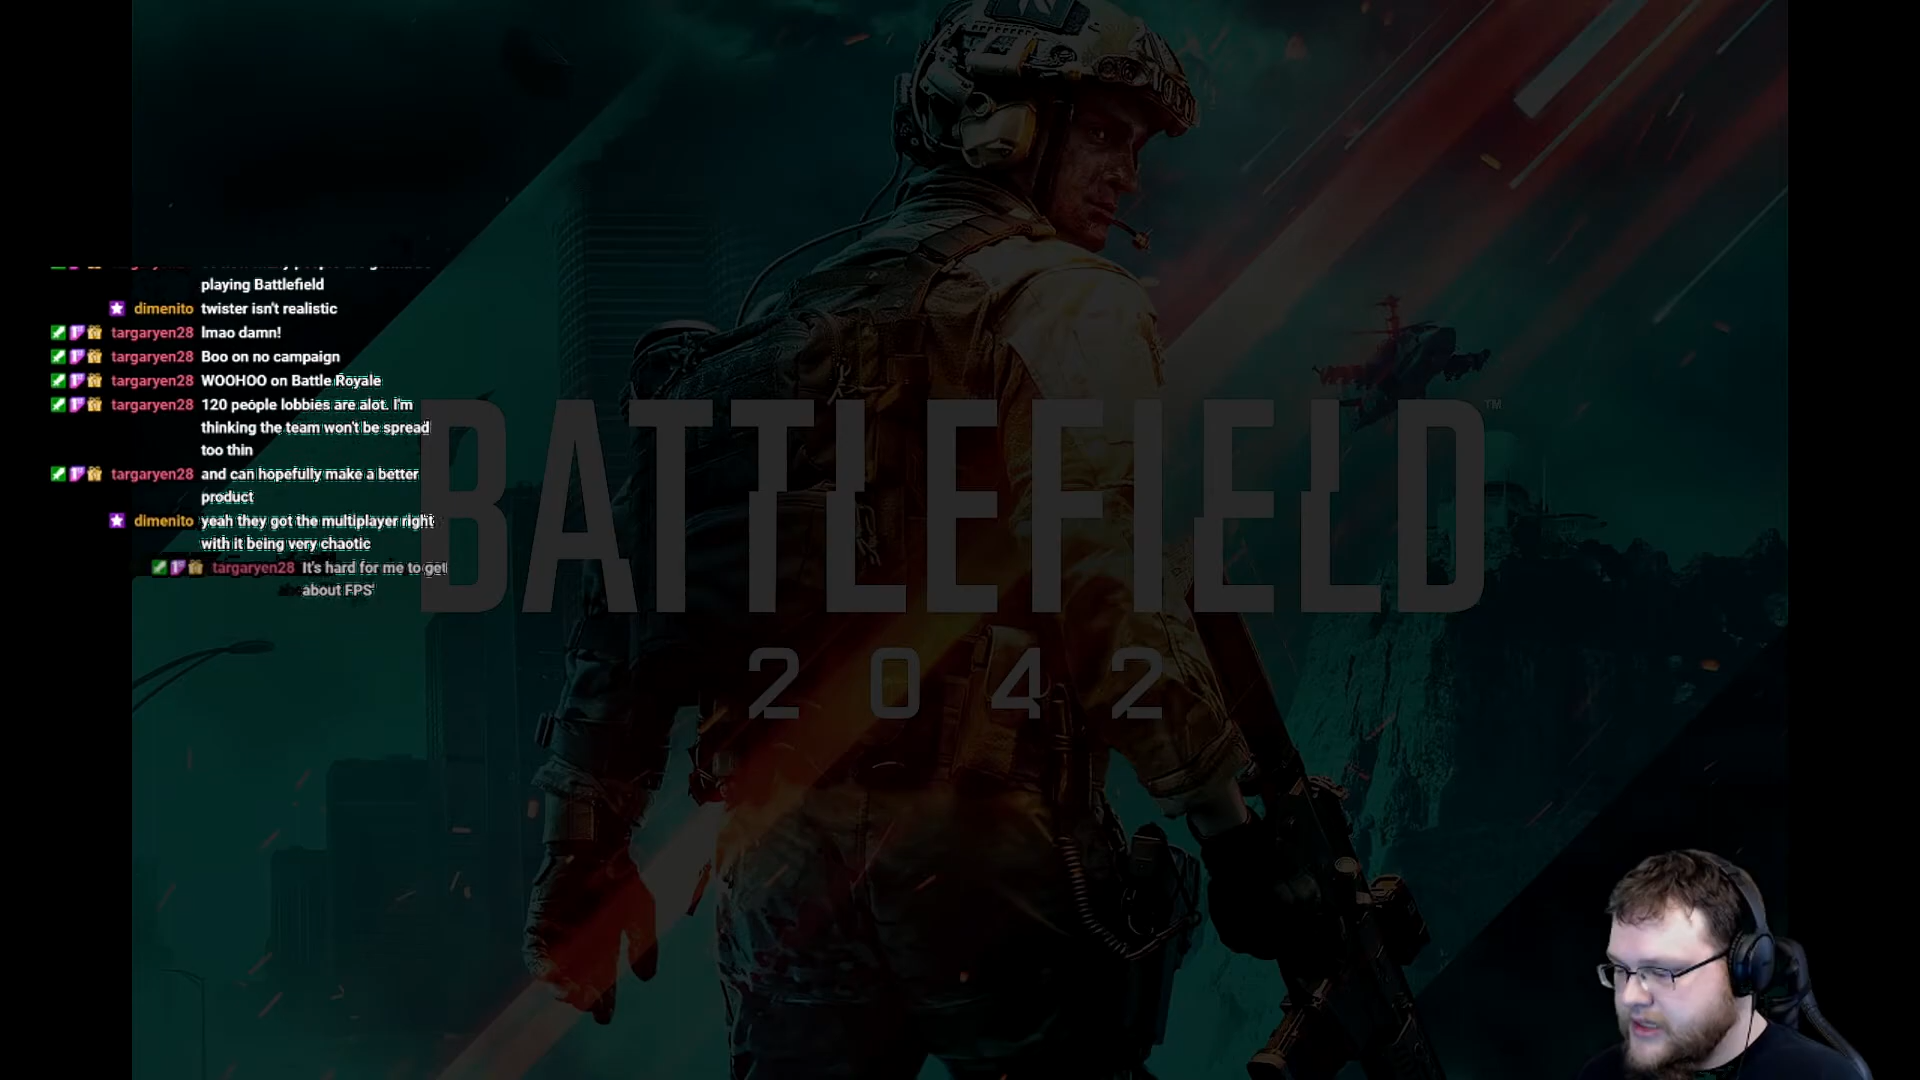 playing Battlefield
dimenito twister isn't realistic
targaryen28 lmao damn!
targaryen28 Boo on no campaign
targaryen28 WOOHOO on Battle Royale
targaryen28 120 people lobbies are alot. I'm
thinking the team won't be spread
too thin
targaryen28 and can hopefully make a better
product
dimenito yeah they got the multiplayer right
with it being very chaotic
targaryen28 It's hard for me to get
about FPS'
BATTLEFIELD™
2042